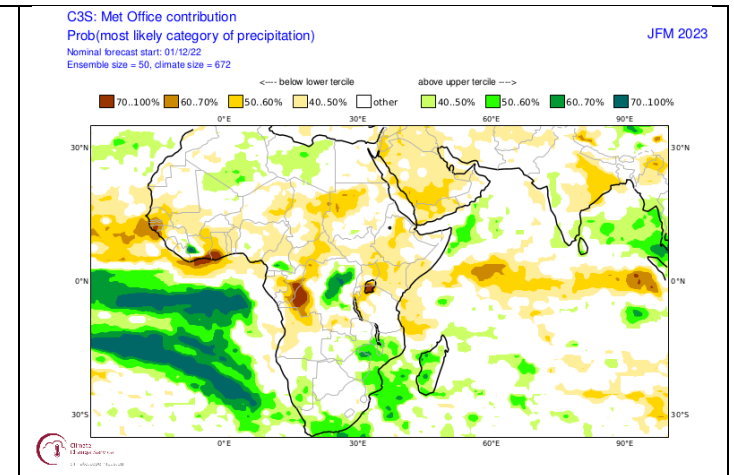 C3S: Met Office contribution
Prob(most likely category of precipitation)
JFM 2023
Nominal forecast start: 01/12/22
Ensemble size = 50, climate size = 672
<---- below lower tercile above upper tercile ---->
70..100% 60..70% 50..60% 40..50% other 40..50% 50..60% 60..70% 70..100%
0°E 30°E 60°E 90°E
30°N 30°N
0°N 0°N
30°S 30°S
0°E 30°E 60°E 90°E
Climate
Change Service